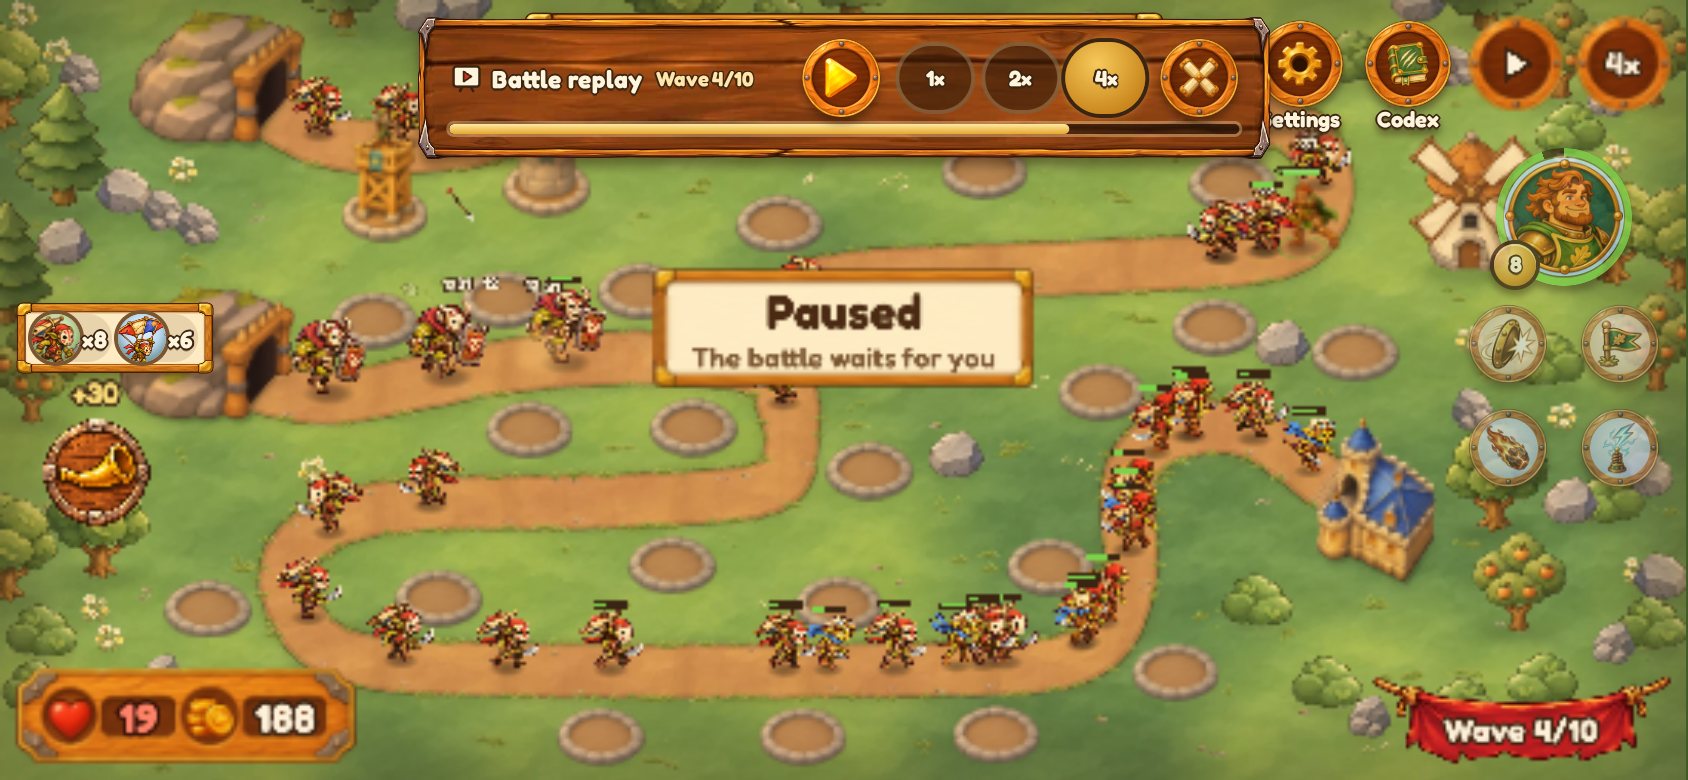 Battle replay Wave 4/10
1x
2x
4x
ettings
Codex
4x
8
Paused
The battle waits for you
x8
x6
+30
19
188
Wave 4/10